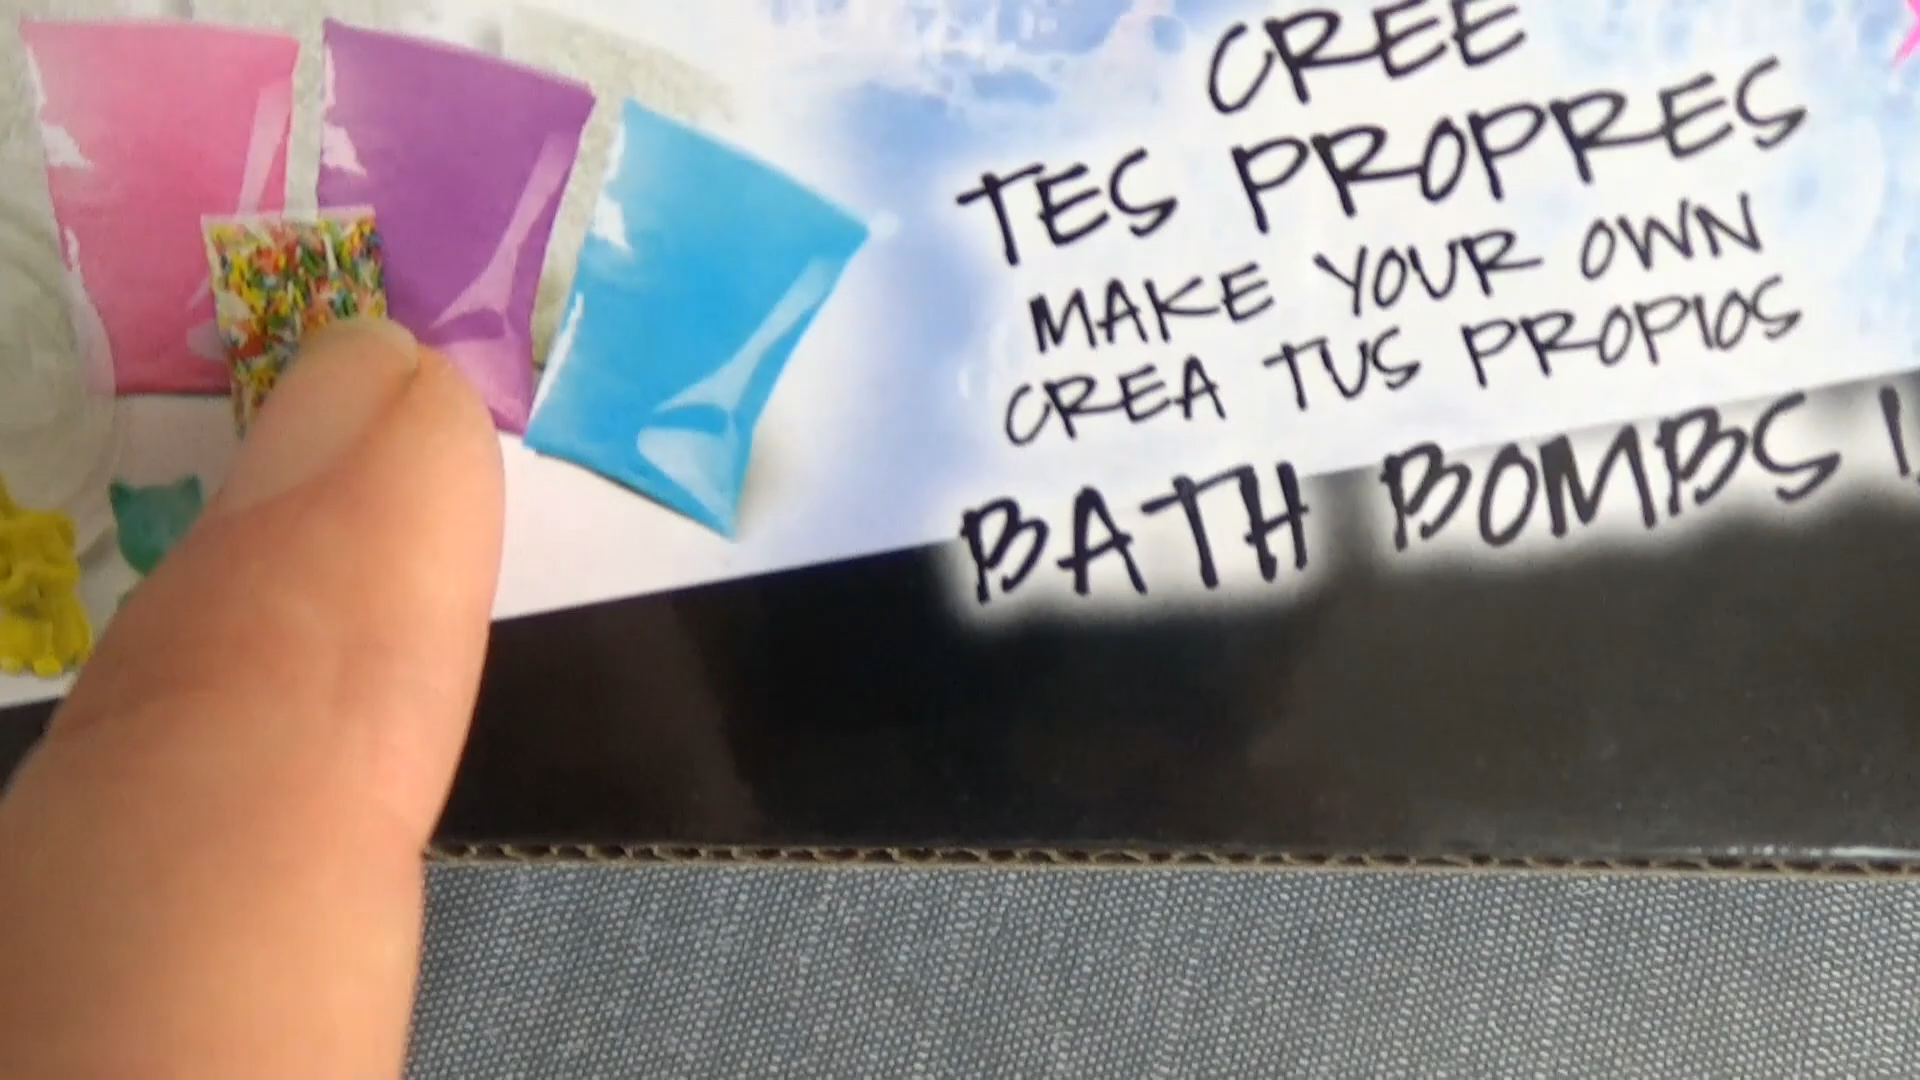 CREE
TES PROPRES
MAKE YOUR OWN
CREA TUS PROPIOS
BATH BOMBS !